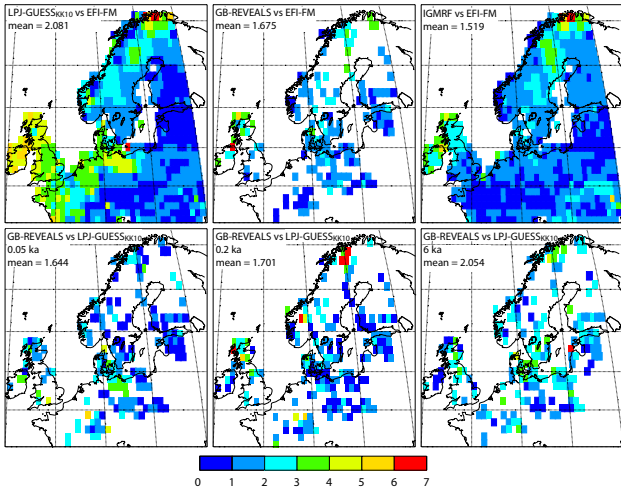 LPJ-GUESSKK10 vs EFI-FM
mean = 2.081
GB-REVEALS vs EFI-FM
mean = 1.675
IGMRF vs EFI-FM
mean = 1.519
GB-REVEALS vs LPJ-GUESSKK10
0.05 ka
mean = 1.644
GB-REVEALS vs LPJ-GUESSKK10
0.2 ka
mean = 1.701
GB-REVEALS vs LPJ-GUESSKK10
6 ka
mean = 2.054
0 1 2 3 4 5 6 7